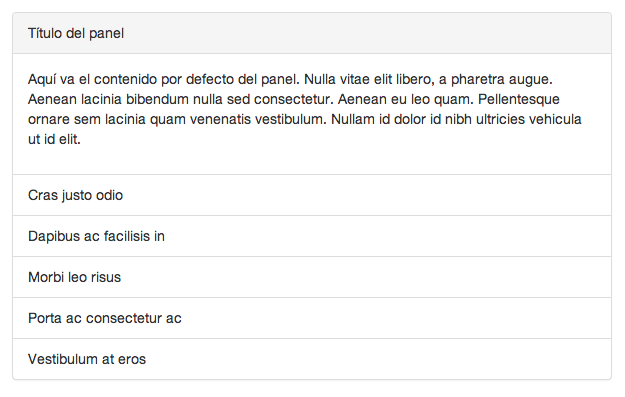 Título del panel
Aquí va el contenido por defecto del panel. Nulla vitae elit libero, a pharetra augue.
Aenean lacinia bibendum nulla sed consectetur. Aenean eu leo quam. Pellentesque
ornare sem lacinia quam venenatis vestibulum. Nullam id dolor id nibh ultricies vehicula
ut id elit.
Cras justo odio
Dapibus ac facilisis in
Morbi leo risus
Porta ac consectetur ac
Vestibulum at eros